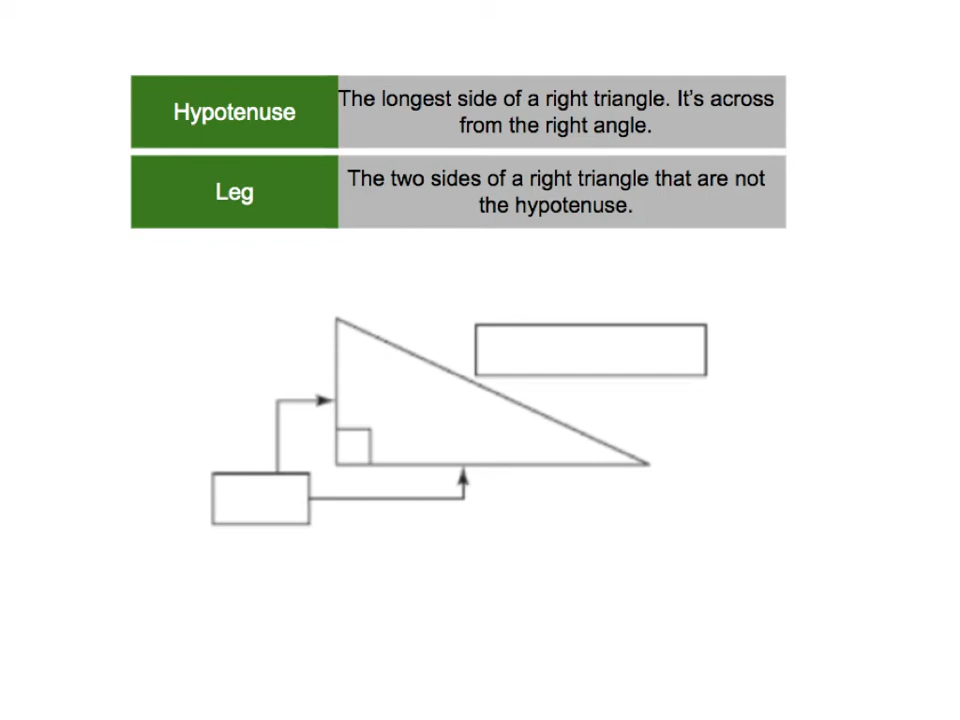 Hypotenuse
The longest side of a right triangle. It's across
from the right angle.
Leg
The two sides of a right triangle that are not
the hypotenuse.